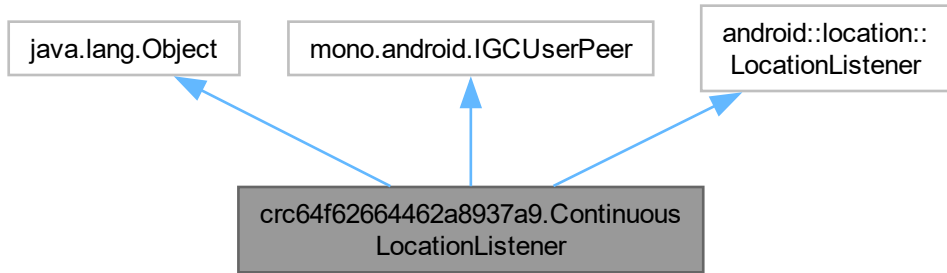 java.lang.Object
mono.android.IGCUserPeer
android::location::
LocationListener
crc64f62664462a8937a9.Continuous
LocationListener